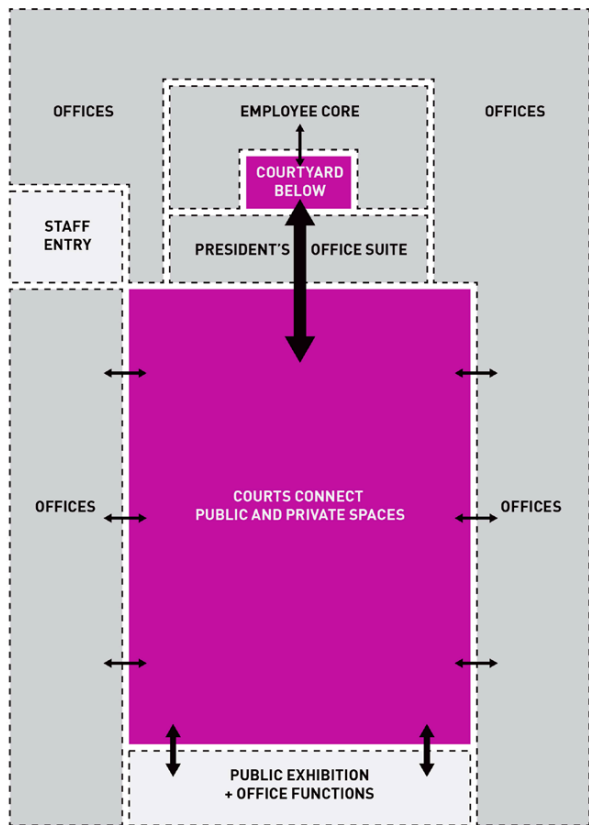 OFFICES
EMPLOYEE CORE
OFFICES
COURTYARD
BELOW
STAFF
ENTRY
PRESIDENT'S OFFICE SUITE
OFFICES
COURTS CONNECT
PUBLIC AND PRIVATE SPACES
OFFICES
PUBLIC EXHIBITION
+ OFFICE FUNCTIONS